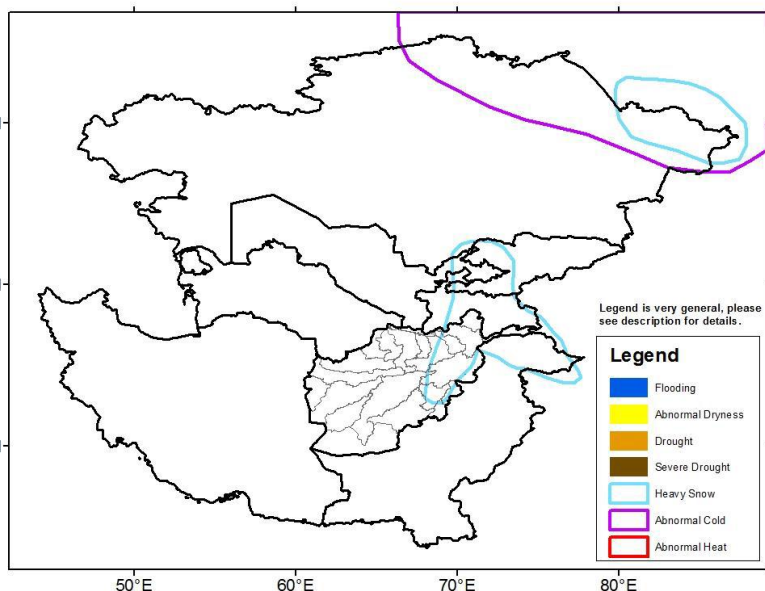 Legend is very general, please
see description for details.
Legend
Flooding
Abnormal Dryness
Drought
Severe Drought
Heavy Snow
Abnormal Cold
Abnormal Heat
50°E 60°E 70°E 80°E